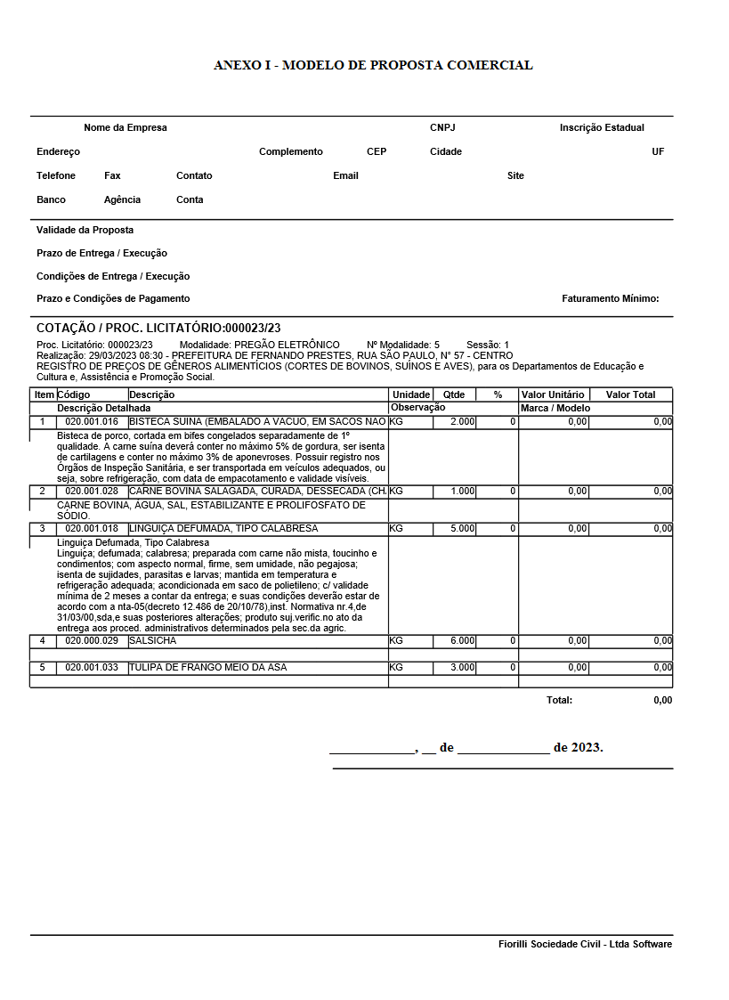 ANEXO I - MODELO DE PROPOSTA COMERCIAL
Nome da Empresa CNPJ Inscrição Estadual
Endereço Complemento CEP Cidade UF
Telefone Fax Contato Email Site
Banco Agência Conta
Validade da Proposta
Prazo de Entrega / Execução
Condições de Entrega / Execução
Prazo e Condições de Pagamento Faturamento Mínimo:
COTAÇÃO / PROC. LICITATÓRIO:000023/23
Proc. Licitatório: 000023/23 Modalidade: PREGÃO ELETRÔNICO Nº Modalidade: 5 Sessão: 1
Realização: 29/03/2023 08:30 - PREFEITURA DE FERNANDO PRESTES, RUA SÃO PAULO, N° 57 - CENTRO
REGISTRO DE PREÇOS DE GÊNEROS ALIMENTÍCIOS (CORTES DE BOVINOS, SUÍNOS E AVES), para os Departamentos de Educação e
Cultura e, Assistência e Promoção Social.
Item Código Descrição Unidade Qtde % Valor Unitário Valor Total
Descrição Detalhada Observação Marca / Modelo
1 020.001.016 BISTECA SUINA (EMBALADO A VACUO, EM SACOS NAO KG 2.000 0 0,00 0,00
Bisteca de porco, cortada em bifes congelados separadamente de 1º
qualidade. A carne suína deverá conter no máximo 5% de gordura, ser isenta
de cartilagens e conter no máximo 3% de aponevroses. Possuir registro nos
Órgãos de Inspeção Sanitária, e ser transportada em veículos adequados, ou
seja, sobre refrigeração, com data de empacotamento e validade visíveis.
2 020.001.028 CARNE BOVINA SALAGADA, CURADA, DESSECADA (CHA KG 1.000 0 0,00 0,00
CARNE BOVINA, ÁGUA, SAL, ESTABILIZANTE E PROLIFOSFATO DE
SÓDIO.
3 020.001.018 LINGUIÇA DEFUMADA, TIPO CALABRESA KG 5.000 0 0,00 0,00
Linguiça Defumada, Tipo Calabresa
Linguiça; defumada; calabresa; preparada com carne não mista, toucinho e
condimentos; com aspecto normal, firme, sem umidade, não pegajosa;
isenta de sujidades, parasitas e larvas; mantida em temperatura e
refrigeração adequada; acondicionada em saco de polietileno; c/ validade
mínima de 2 meses a contar da entrega; e suas condições deverão estar de
acordo com a nta-05(decreto 12.486 de 20/10/78),inst. Normativa nr.4,de
31/03/00,sda,e suas posteriores alterações; produto suj.verific.no ato da
entrega aos proced. administrativos determinados pela sec.da agric.
4 020.000.029 SALSICHA KG 6.000 0 0,00 0,00
5 020.001.033 TULIPA DE FRANGO MEIO DA ASA KG 3.000 0 0,00 0,00
Total: 0,00
____________, __ de _____________ de 2023.
Fiorilli Sociedade Civil - Ltda Software